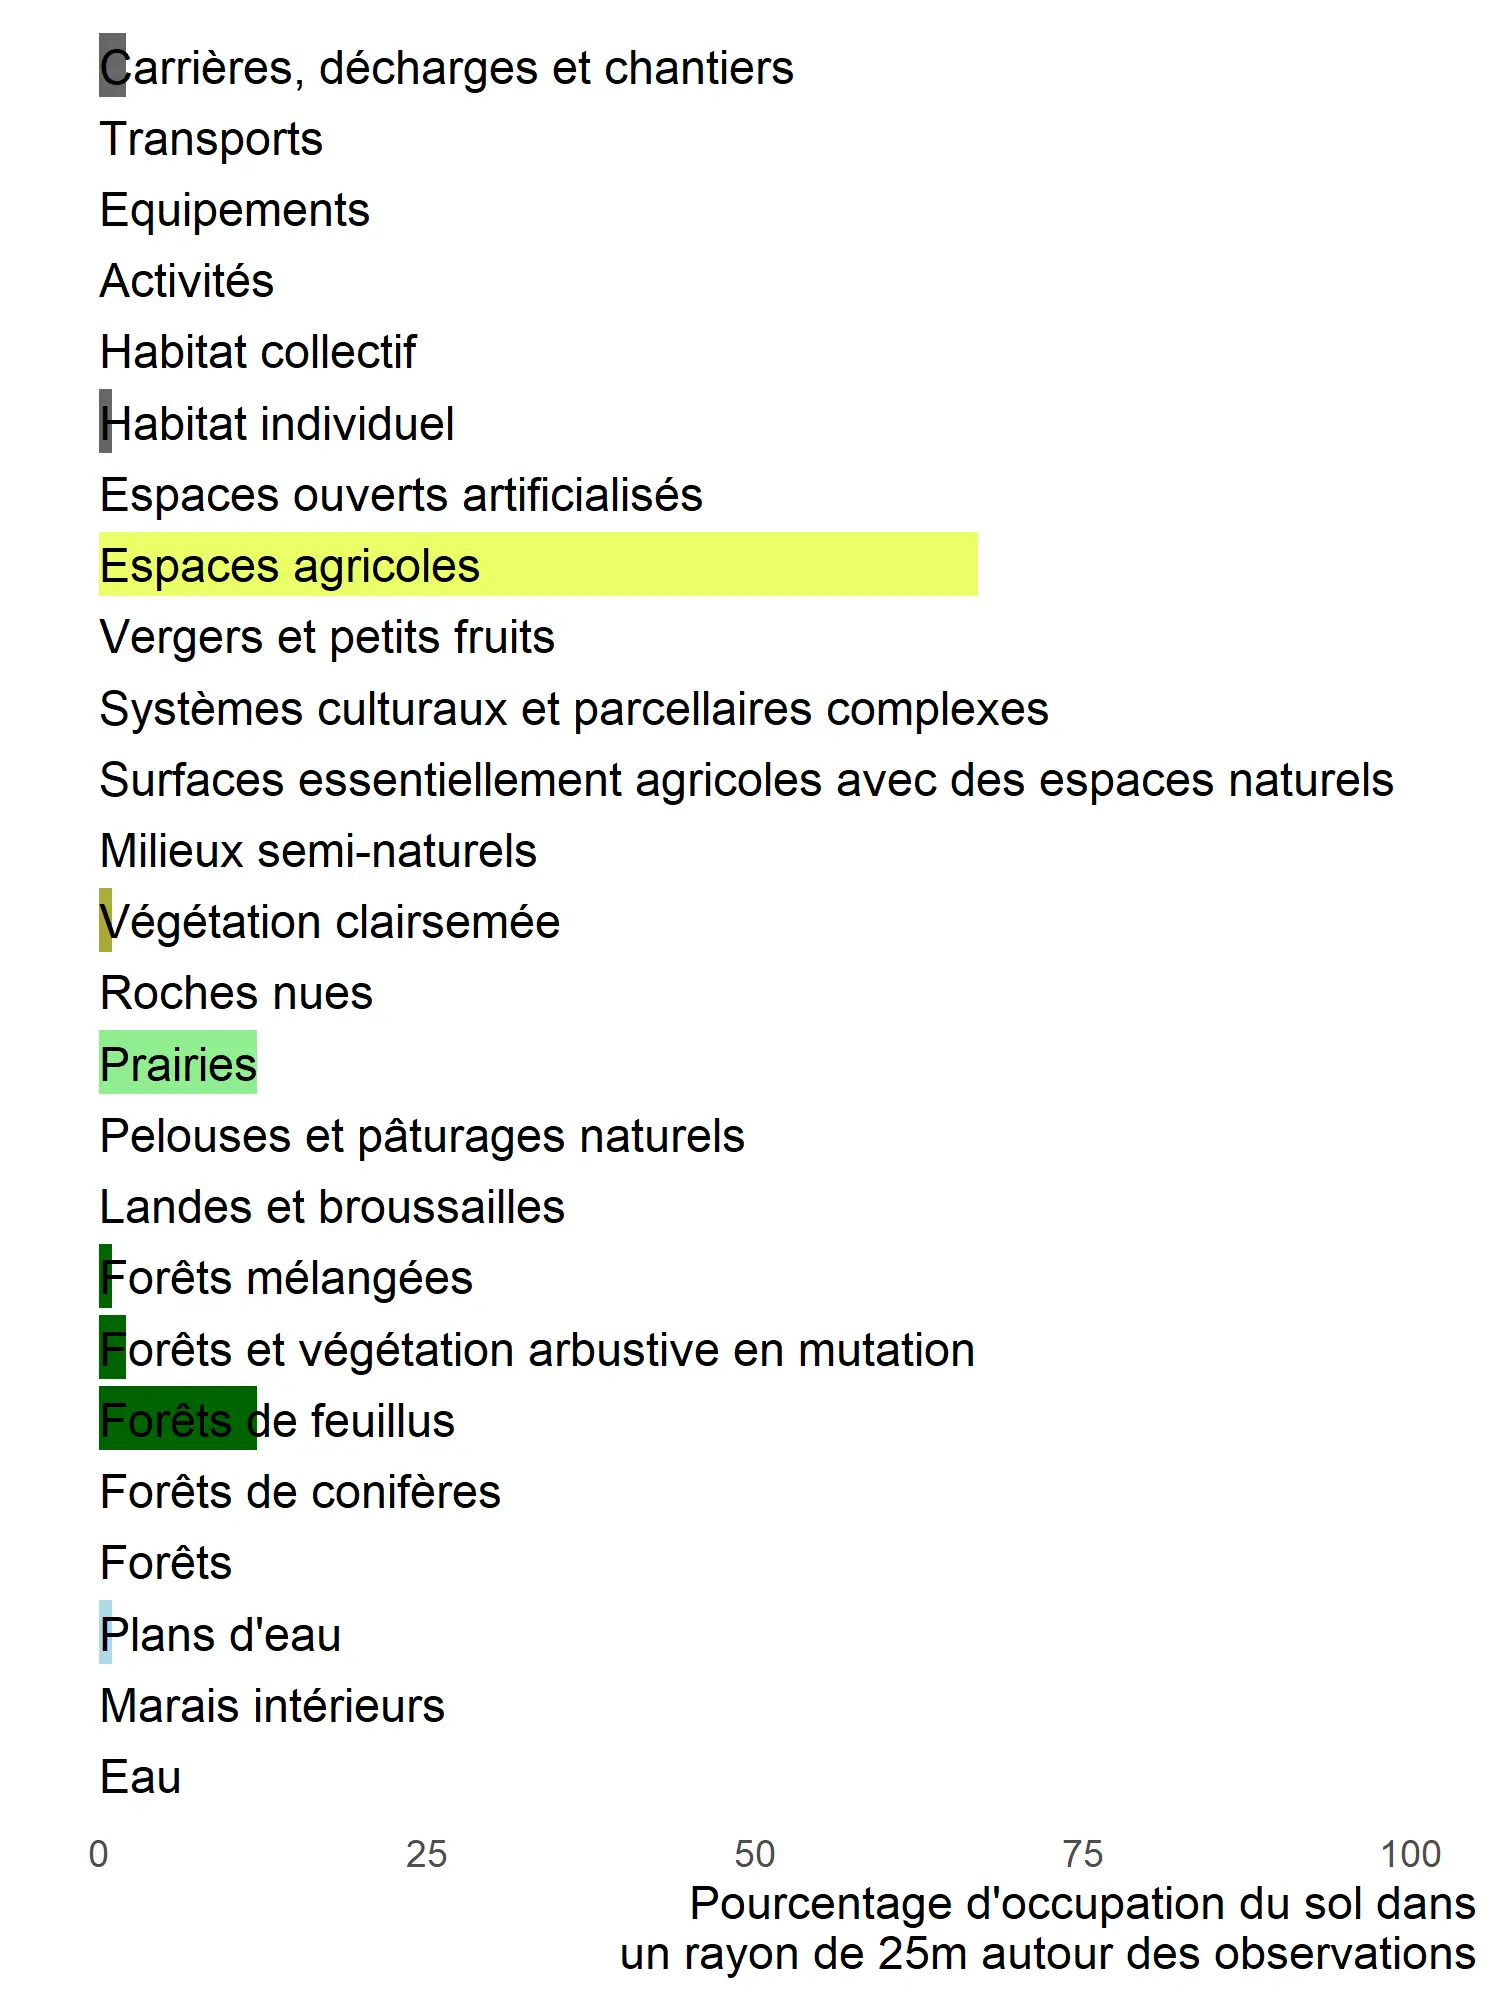 Carrières, décharges et chantiers
Transports
Equipements
Activités
Habitat collectif
Habitat individuel
Espaces ouverts artificialisés
Espaces agricoles
Vergers et petits fruits
Systèmes culturaux et parcellaires complexes
Surfaces essentiellement agricoles avec des espaces naturels
Milieux semi-naturels
Végétation clairsemée
Roches nues
Prairies
Pelouses et pâturages naturels
Landes et broussailles
Forêts mélangées
Forêts et végétation arbustive en mutation
Forêts de feuillus
Forêts de conifères
Forêts
Plans d'eau
Marais intérieurs
Eau
0 25 50 75 100
Pourcentage d'occupation du sol dans
un rayon de 25m autour des observations